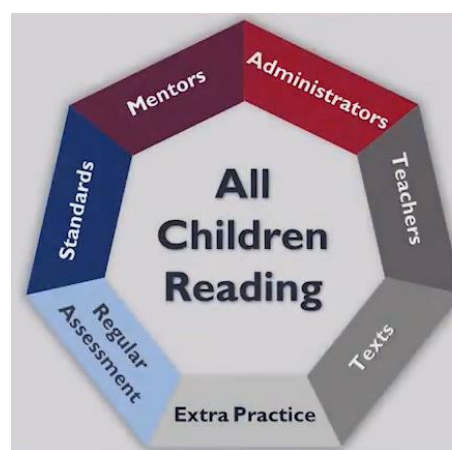 Mentors
Administrators
Teachers
Texts
Extra Practice
Regular
Assessment
Standards
All
Children
Reading